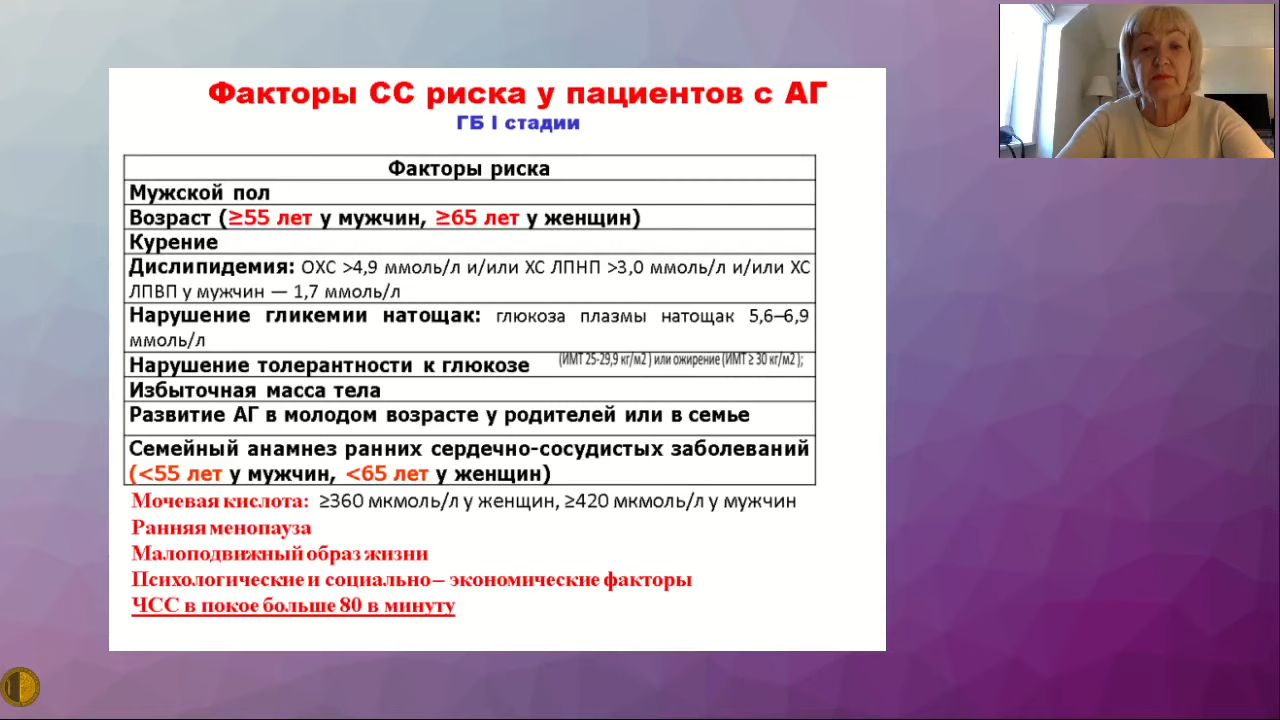 Факторы СС риска у пациентов с АГ
ГБ I стадии
Факторы риска
Мужской пол
Возраст (≥55 лет у мужчин, ≥65 лет у женщин)
Курение
Дислипидемия: ОХС >4,9 ммоль/л и/или ХС ЛПНП >3,0 ммоль/л и/или ХС
ЛПВП у мужчин — 1,7 ммоль/л
Нарушение гликемии натощак: глюкоза плазмы натощак 5,6–6,9
ммоль/л
Нарушение толерантности к глюкозе (ИМТ 25-29,9 кг/м2 ) или ожирение (ИМТ ≥ 30 кг/м2 );
Избыточная масса тела
Развитие АГ в молодом возрасте у родителей или в семье
Семейный анамнез ранних сердечно-сосудистых заболеваний
(<55 лет у мужчин, <65 лет у женщин)
Мочевая кислота: ≥360 мкмоль/л у женщин, ≥420 мкмоль/л у мужчин
Ранняя менопауза
Малоподвижный образ жизни
Психологические и социально– экономические факторы
ЧСС в покое больше 80 в минуту